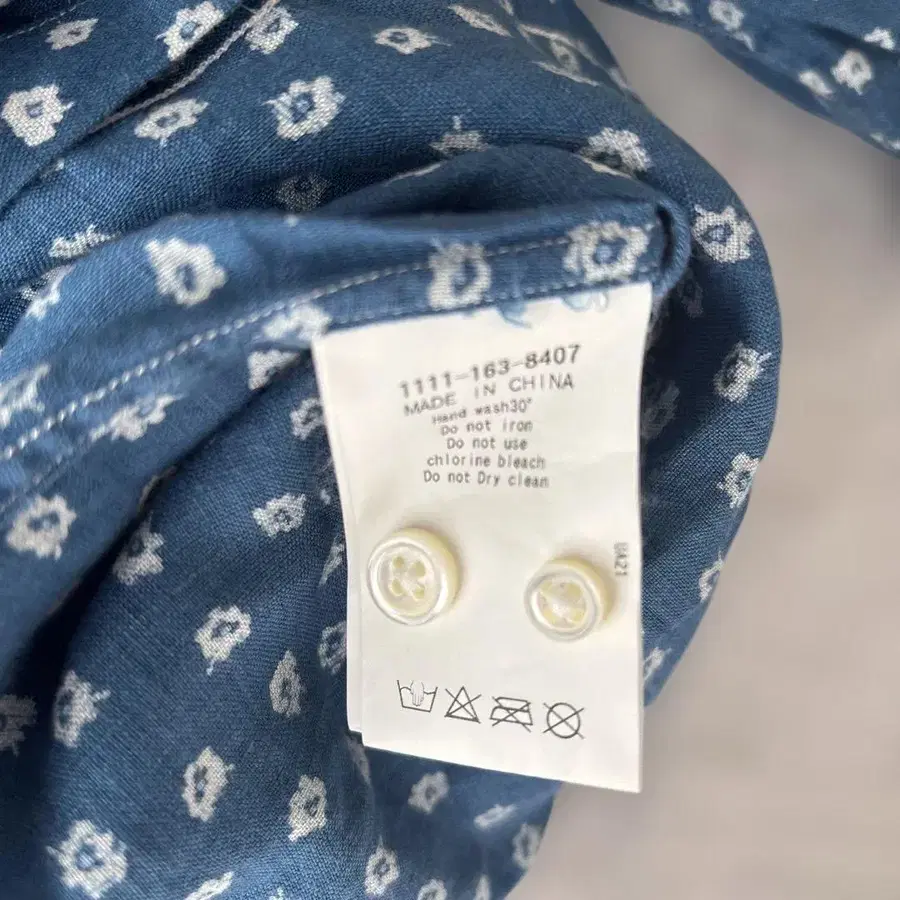 1111-163-8407
MADE IN CHINA
Hand wash30°
Do not iron
Do not use
chlorine bleach
Do not Dry clean
UA21